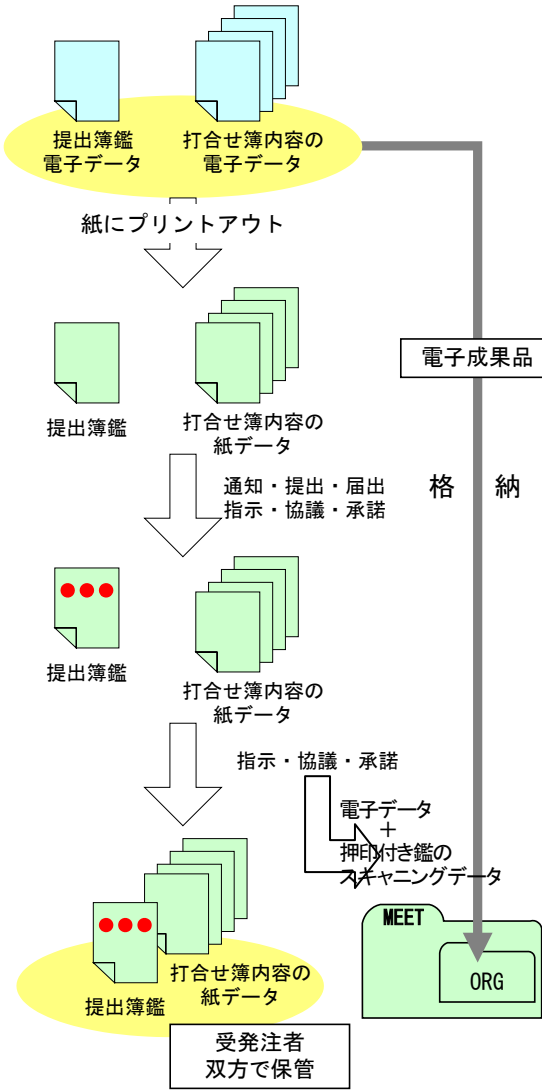 提出簿鑑
電子データ
打合せ簿内容の
電子データ
紙にプリントアウト
電子成果品
提出簿鑑
打合せ簿内容の
紙データ
通知・提出・届出
指示・協議・承諾
格 納
提出簿鑑
打合せ簿内容の
紙データ
指示・協議・承諾
電子データ
＋
押印付き鑑の
スキャニングデータ
MEET
ORG
打合せ簿内容の
紙データ
提出簿鑑
受発注者
双方で保管